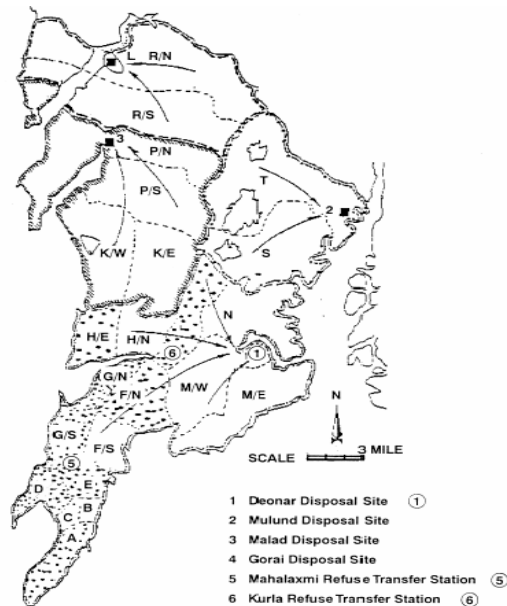 L R/N
R/S
3
P/N
P/S
T
2
K/W K/E
S
N
H/E H/N
6
1
G/N
F/N
M/W M/E
G/S
F/S
N
SCALE 3 MILE
5
D E
C B
A
1 Deonar Disposal Site 1
2 Mulund Disposal Site
3 Malad Disposal Site
4 Gorai Disposal Site
5 Mahalaxmi Refuse Transfer Station 5
6 Kurla Refuse Transfer Station 6